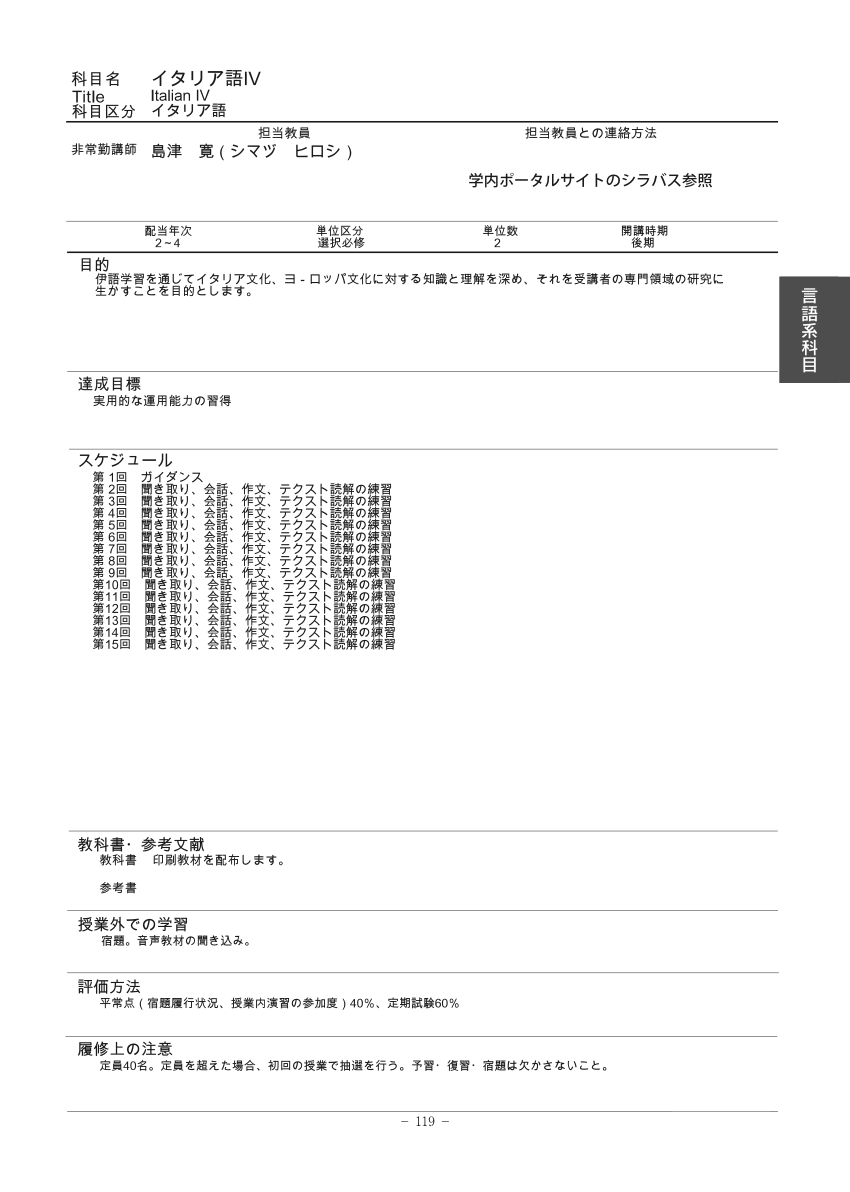 科目名 イタリア語IV
Title Italian IV
科目区分 イタリア語
担当教員 担当教員との連絡方法
非常勤講師 島津 寛(シマヅ ヒロシ)
学内ポータルサイトのシラバス参照
配当年次 単位区分 単位数 開講時期
2~4 選択必修 2 後期
目的
伊語学習を通じてイタリア文化、ヨ-ロッパ文化に対する知識と理解を深め、それを受講者の専門領域の研究に
生かすことを目的とします。
言語系科目
達成目標
実用的な運用能力の習得
スケジュール
第 1回 ガイダンス
第 2回 聞き取り、会話、作文、テクスト読解の練習
第 3回 聞き取り、会話、作文、テクスト読解の練習
第 4回 聞き取り、会話、作文、テクスト読解の練習
第 5回 聞き取り、会話、作文、テクスト読解の練習
第 6回 聞き取り、会話、作文、テクスト読解の練習
第 7回 聞き取り、会話、作文、テクスト読解の練習
第 8回 聞き取り、会話、作文、テクスト読解の練習
第 9回 聞き取り、会話、作文、テクスト読解の練習
第10回 聞き取り、会話、作文、テクスト読解の練習
第11回 聞き取り、会話、作文、テクスト読解の練習
第12回 聞き取り、会話、作文、テクスト読解の練習
第13回 聞き取り、会話、作文、テクスト読解の練習
第14回 聞き取り、会話、作文、テクスト読解の練習
第15回 聞き取り、会話、作文、テクスト読解の練習
教科書・参考文献
教科書 印刷教材を配布します。
参考書
授業外での学習
宿題。音声教材の聞き込み。
評価方法
平常点(宿題履行状況、授業内演習の参加度)40%、定期試験60%
履修上の注意
定員40名。定員を超えた場合、初回の授業で抽選を行う。予習・復習・宿題は欠かさないこと。
- 119 -